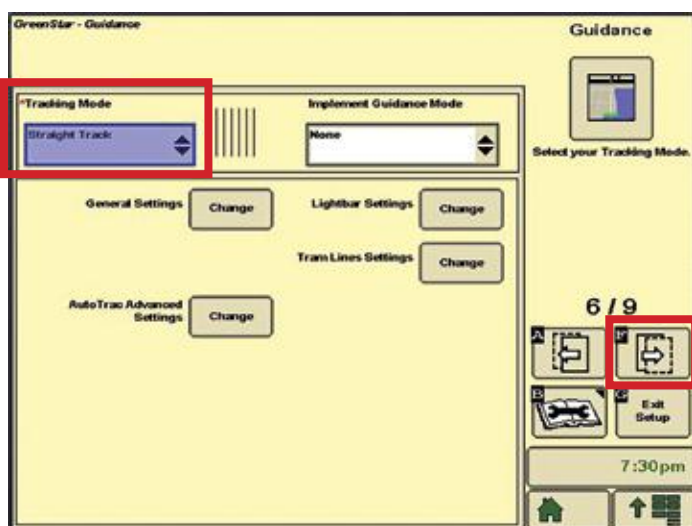 GreenStar - Guidance
Guidance
*Tracking Mode
Straight Track
Implement Guidance Mode
None
Select your Tracking Mode.
General Settings
Change
Lightbar Settings
Change
Tram Lines Settings
Change
AutoTrac Advanced
Settings
Change
6 / 9
A
F
B
G
Exit
Setup
7:30pm